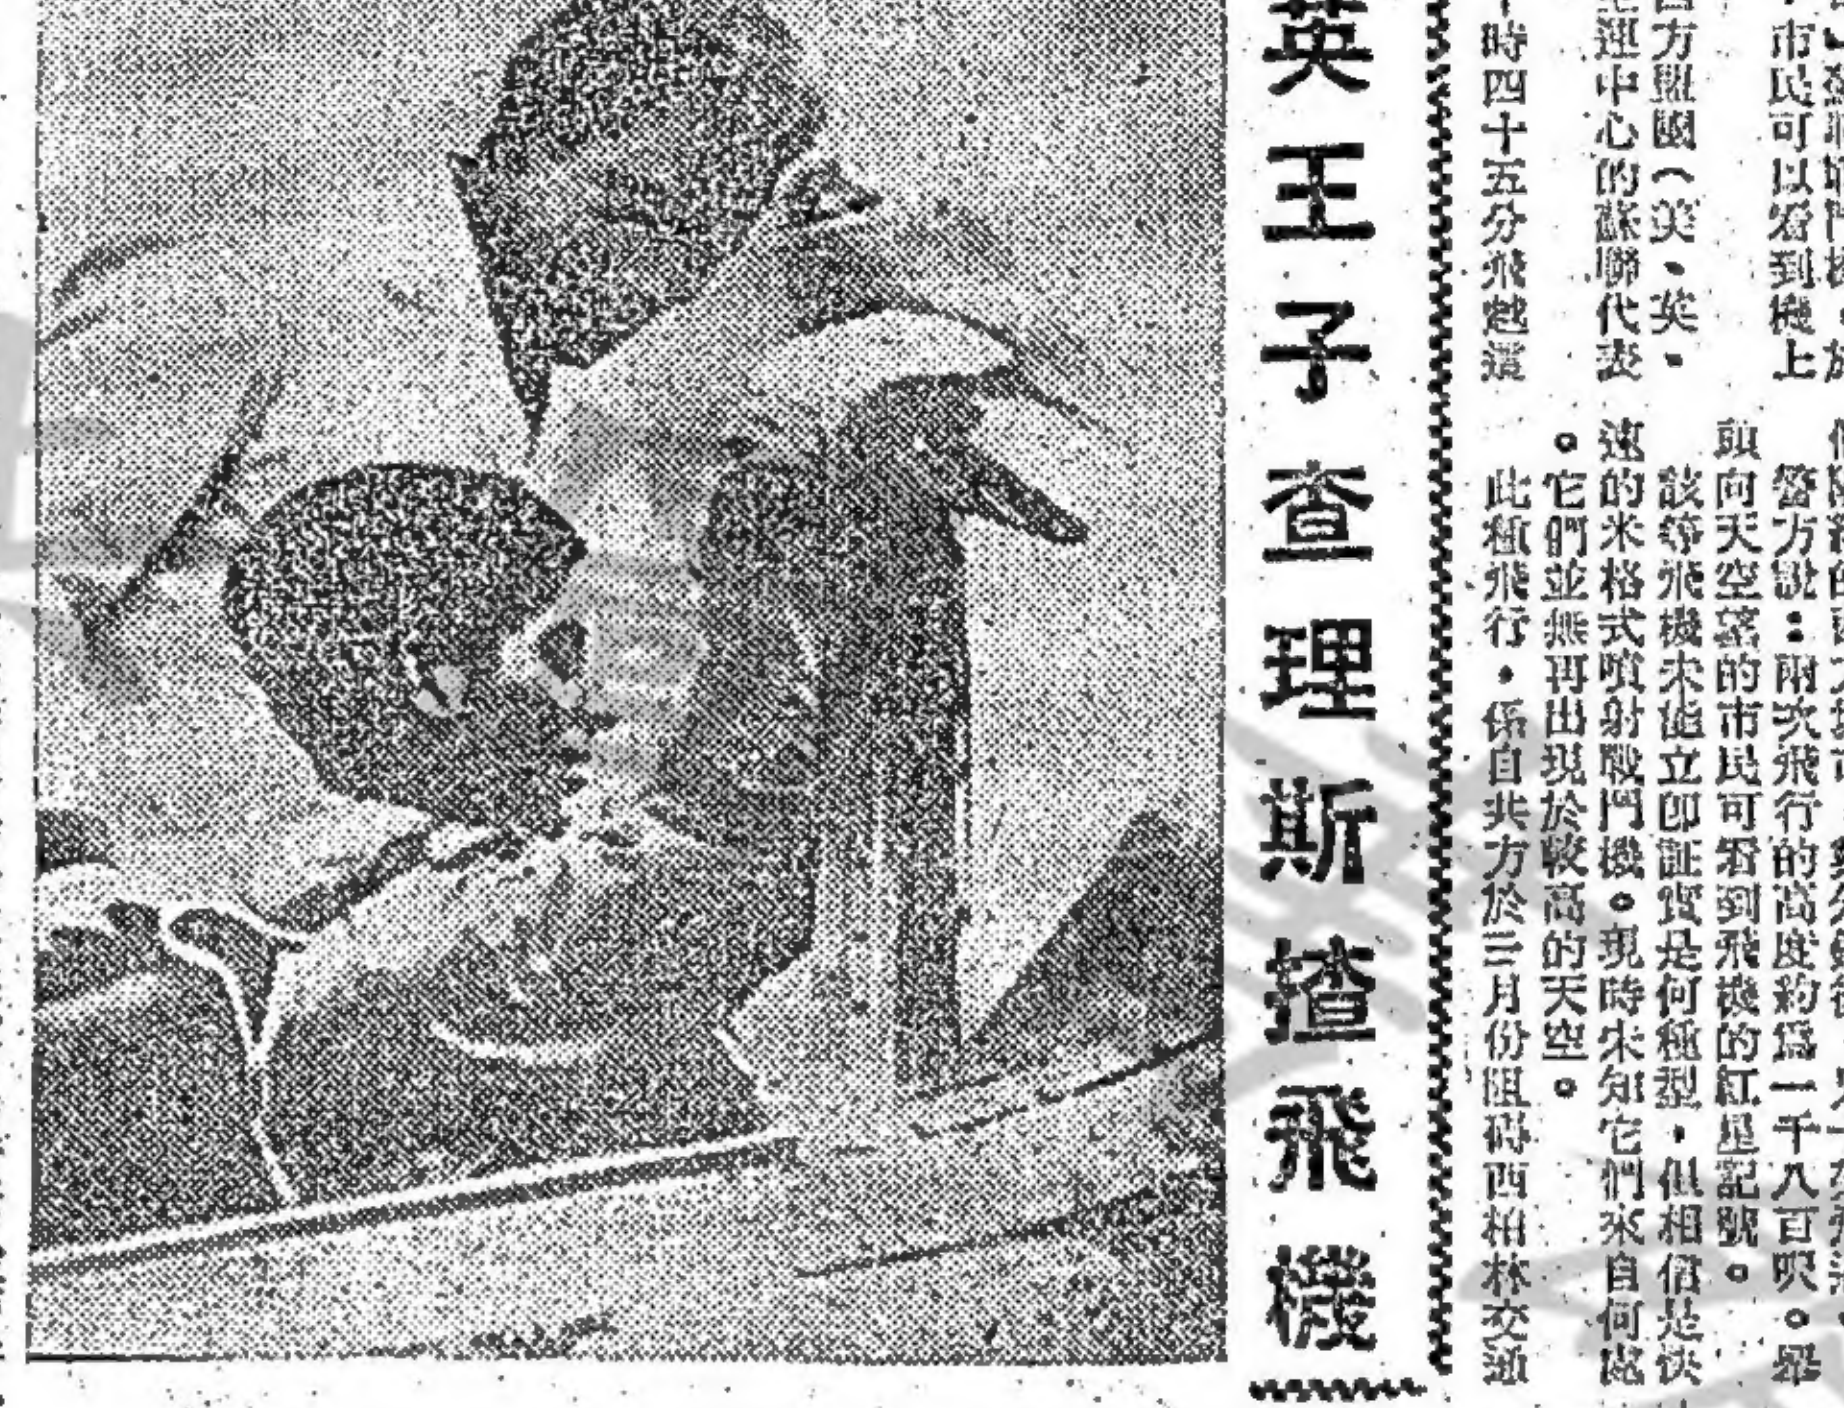 市民可以看到機上
西方盟國（美、英、
運中心的蘇聯代表
時四十五分飛越這
警方說：兩次飛行的高度約爲一千八百呎。舉
頭向天空望的市民可看到飛機的紅星記號。
該等飛機未能立即証實是何種型，但相信是快
速的米格式噴射戰鬥機。現時未知它們來自何處
。它們並無再出現於較高的天空。
此種飛行，係自共方於三月份阻碍西柏林交通
英王子查理斯揸飛機